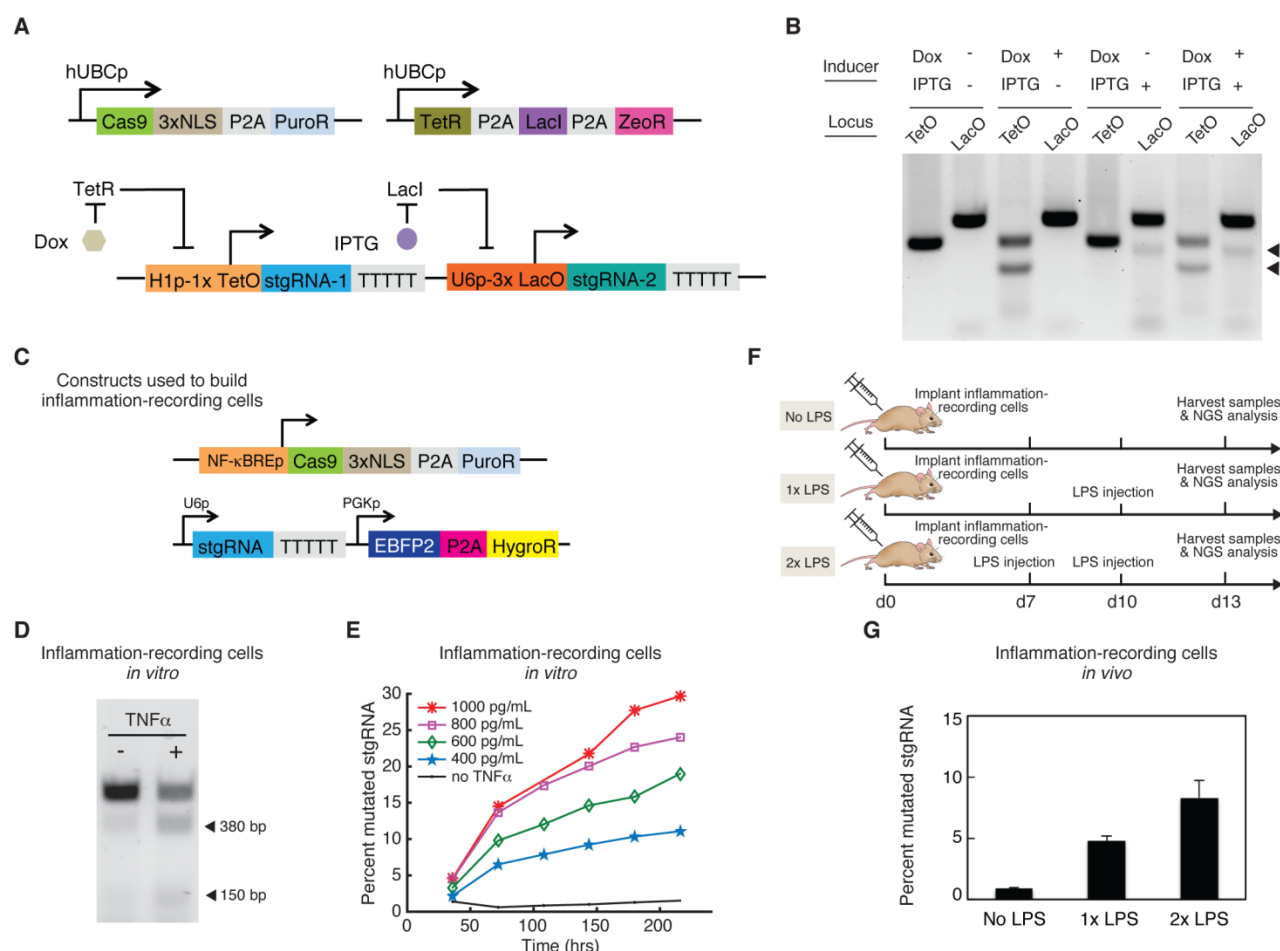 A
hUBCp
Cas9 3xNLS P2A PuroR
hUBCp
TetR P2A LacI P2A ZeoR
TetR
Dox
LacI
IPTG
H1p-1x TetO stgRNA-1 TTTTT U6p-3x LacO stgRNA-2 TTTTT
B
Inducer
Dox - Dox + Dox - Dox +
IPTG - IPTG - IPTG + IPTG +
Locus
TetO LacO TetO LacO TetO LacO TetO LacO
C
Constructs used to build
inflammation-recording cells
NF-κBREp Cas9 3xNLS P2A PuroR
U6p
PGKp
stgRNA TTTTT EBFP2 P2A HygroR
D
Inflammation-recording cells
in vitro
TNFα
- +
380 bp
150 bp
E
Inflammation-recording cells
in vitro
Percent mutated stgRNA
30
25
20
15
10
5
0
1000 pg/mL
800 pg/mL
600 pg/mL
400 pg/mL
no TNFα
0 50 100 150 200
Time (hrs)
F
No LPS
Implant inflammation-
recording cells
Harvest samples
& NGS analysis
1x LPS
Implant inflammation-
recording cells
LPS injection
Harvest samples
& NGS analysis
2x LPS
Implant inflammation-
recording cells
LPS injection
LPS injection
Harvest samples
& NGS analysis
d0 d7 d10 d13
G
Inflammation-recording cells
in vivo
Percent mutated stgRNA
15
10
5
0
No LPS 1x LPS 2x LPS